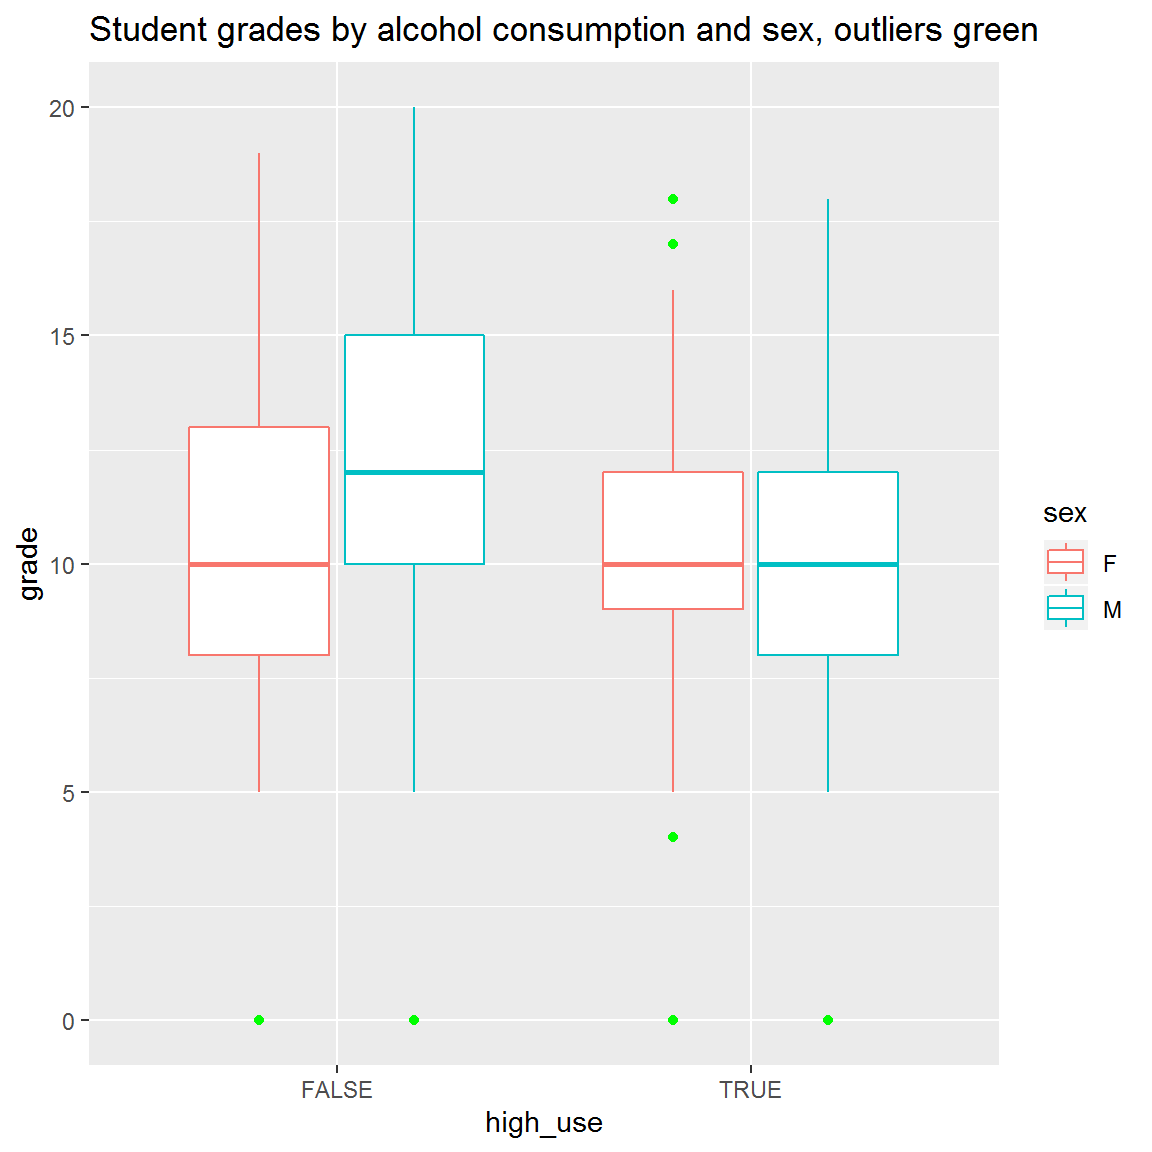 Student grades by alcohol consumption and sex, outliers green
20
15
10
5
0
grade
FALSE
TRUE
high_use
sex
F
M